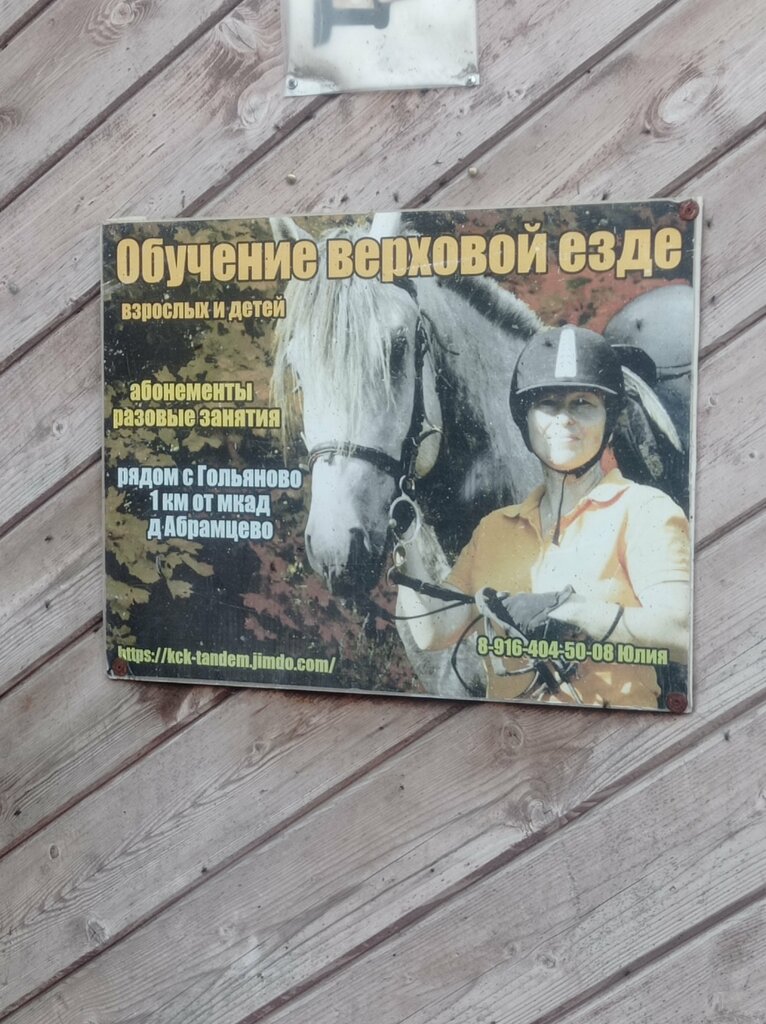 Обучение верховой езде
взрослых и детей
абонементы
разовые занятия
рядом с Гольяново
1 км от мкад
д Абрамцево
https://kck-tandem.jimdo.com/
8-916-404-50-08 Юлия